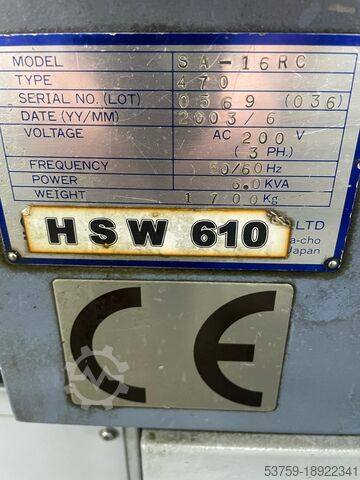 MODEL SA-16RC
TYPE 470
SERIAL NO. (LOT) 0569 (036)
DATE (YY/MM) 2003/6
VOLTAGE AC 200 V
(3 PH.)
FREQUENCY 50/60Hz
POWER 6.0KVA
WEIGHT 1700Kg
LTD
HSW 610
a-cho
Japan
CE
53759-18922341